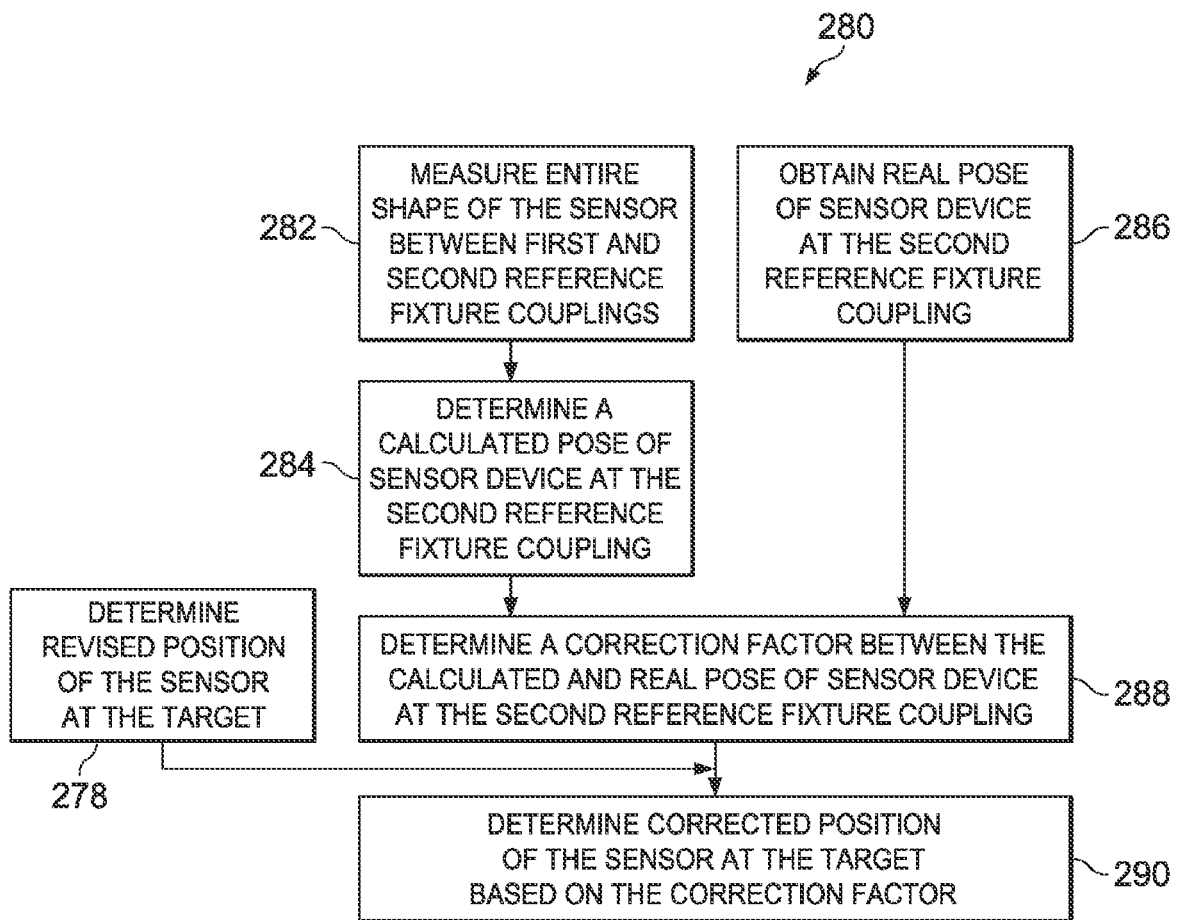 280
MEASURE ENTIRE
SHAPE OF THE SENSOR
BETWEEN FIRST AND
SECOND REFERENCE
FIXTURE COUPLINGS
282
OBTAIN REAL POSE
OF SENSOR DEVICE
AT THE SECOND
REFERENCE FIXTURE
COUPLING
286
DETERMINE A
CALCULATED POSE OF
SENSOR DEVICE AT THE
SECOND REFERENCE
FIXTURE COUPLING
284
DETERMINE
REVISED POSITION
OF THE SENSOR
AT THE TARGET
278
DETERMINE A CORRECTION FACTOR BETWEEN THE
CALCULATED AND REAL POSE OF SENSOR DEVICE
AT THE SECOND REFERENCE FIXTURE COUPLING
288
DETERMINE CORRECTED POSITION
OF THE SENSOR AT THE TARGET
BASED ON THE CORRECTION FACTOR
290